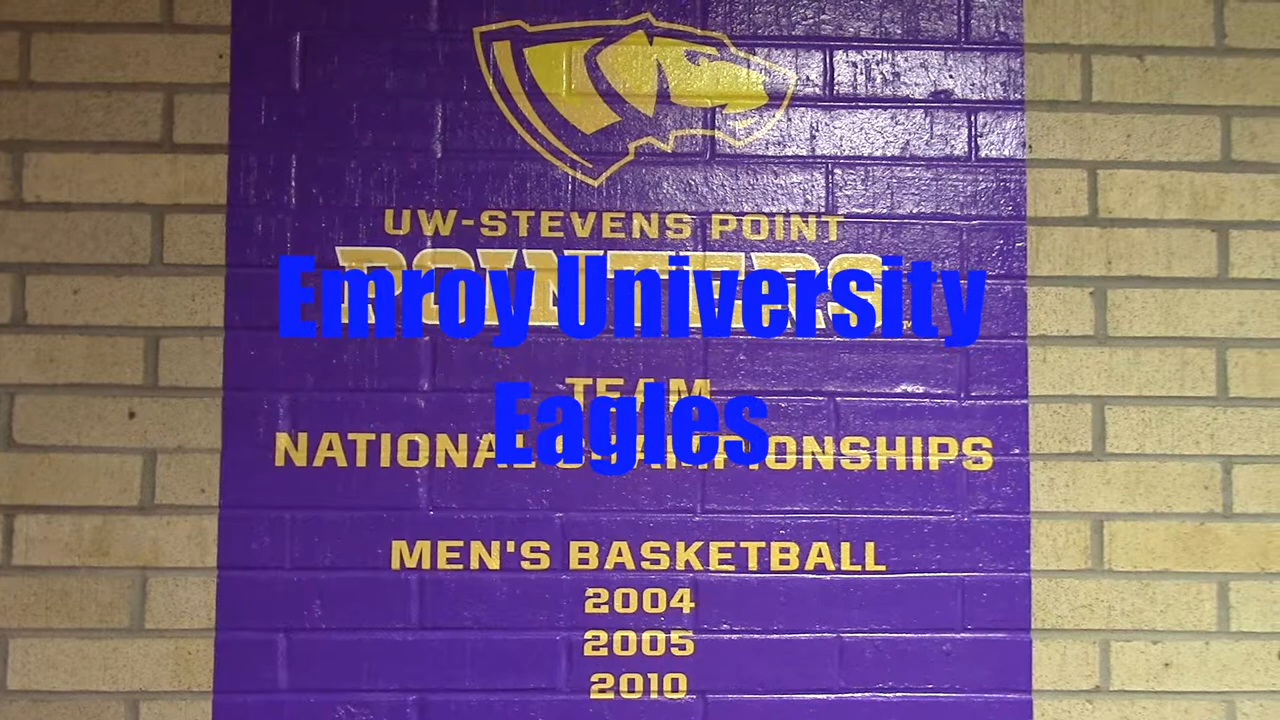 UW-STEVENS POINT
POINTERS
Emroy University
TEAM
Eagles
NATIONAL CHAMPIONSHIPS
MEN'S BASKETBALL
2004
2005
2010